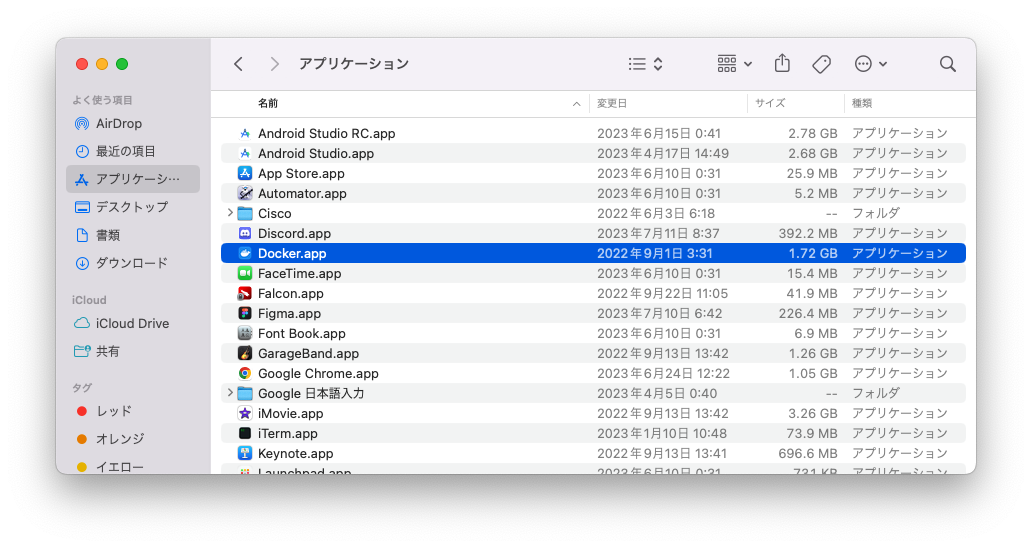 アプリケーション
よく使う項目
AirDrop
最近の項目
アプリケーシ…
デスクトップ
書類
ダウンロード
iCloud
iCloud Drive
共有
タグ
レッド
オレンジ
イエロー
名前 変更日 サイズ 種類
Android Studio RC.app 2023年6月15日 0:41 2.78 GB アプリケーション
Android Studio.app 2023年4月17日 14:49 2.68 GB アプリケーション
App Store.app 2023年6月10日 0:31 25.9 MB アプリケーション
Automator.app 2023年6月10日 0:31 5.2 MB アプリケーション
Cisco 2022年6月3日 6:18 -- フォルダ
Discord.app 2023年7月11日 8:37 392.2 MB アプリケーション
Docker.app 2022年9月1日 3:31 1.72 GB アプリケーション
FaceTime.app 2023年6月10日 0:31 15.4 MB アプリケーション
Falcon.app 2022年9月22日 11:05 41.9 MB アプリケーション
Figma.app 2023年7月10日 6:42 226.4 MB アプリケーション
Font Book.app 2023年6月10日 0:31 6.9 MB アプリケーション
GarageBand.app 2022年9月13日 13:42 1.26 GB アプリケーション
Google Chrome.app 2023年6月24日 12:22 1.05 GB アプリケーション
Google 日本語入力 2023年4月5日 0:40 -- フォルダ
iMovie.app 2022年9月13日 13:42 3.26 GB アプリケーション
iTerm.app 2023年1月10日 10:48 73.9 MB アプリケーション
Keynote.app 2022年9月13日 13:41 696.6 MB アプリケーション
Launchpad.app 2023年6月10日 0:31 731 KB アプリケーション